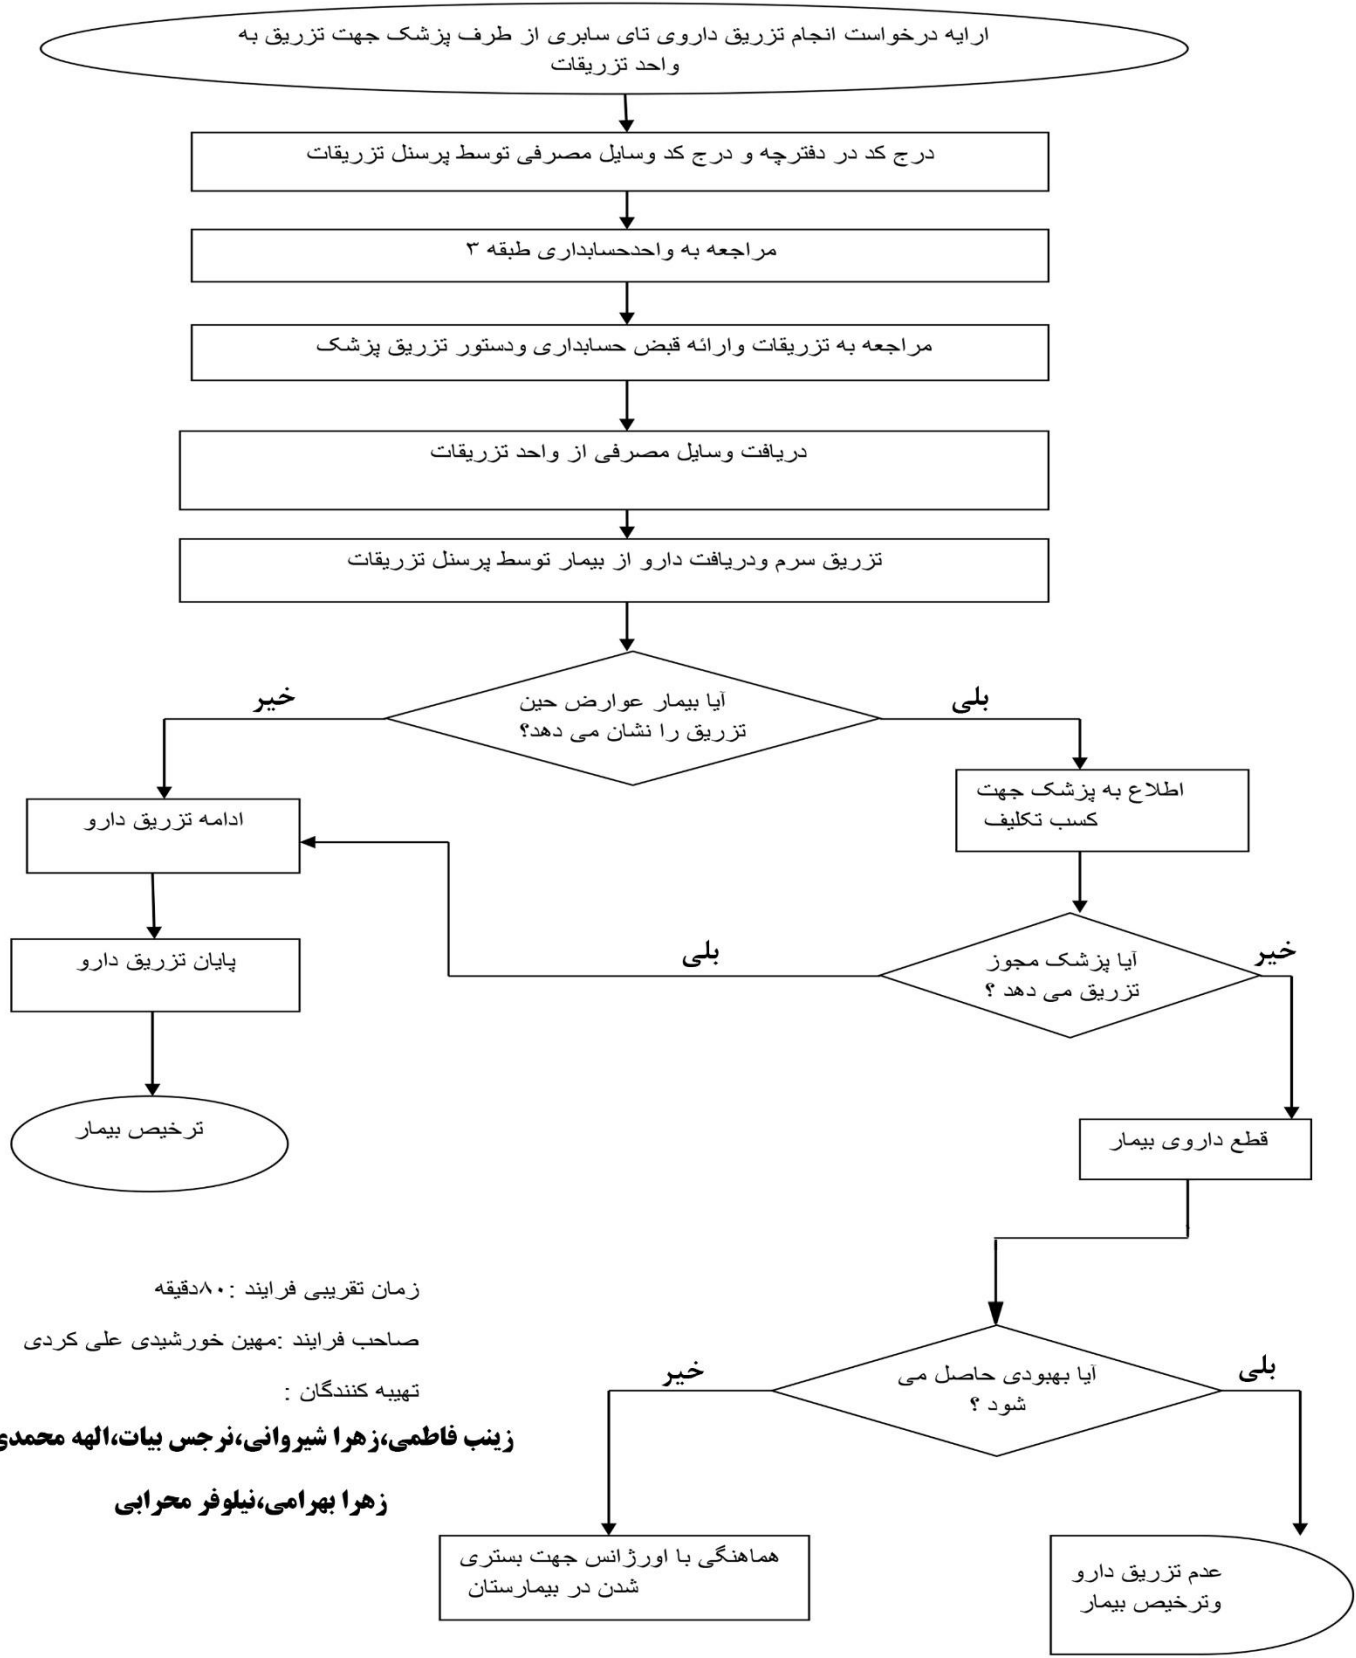 ارایه درخواست انجام تزریق داروی تای سابری از طرف پزشک جهت تزریق به
واحد تزریقات
درج کد در دفترچه و درج کد وسایل مصرفی توسط پرسنل تزریقات
مراجعه به واحدحسابداری طبقه ۳
مراجعه به تزریقات وارائه قبض حسابداری ودستور تزریق پزشک
دریافت وسایل مصرفی از واحد تزریقات
تزریق سرم ودریافت دارو از بیمار توسط پرسنل تزریقات
آیا بیمار عوارض حین
تزریق را نشان می دهد؟
بلی
خیر
اطلاع به پزشک جهت
کسب تکلیف
ادامه تزریق دارو
آیا پزشک مجوز
تزریق می دهد ؟
خیر
بلی
پایان تزریق دارو
ترخیص بیمار
قطع داروی بیمار
آیا بهبودی حاصل می
شود ؟
بلی
خیر
عدم تزریق دارو
وترخیص بیمار
هماهنگی با اورژانس جهت بستری
شدن در بیمارستان
زمان تقریبی فرایند :۸۰دقیقه
صاحب فرایند :مهین خورشیدی علی کردی
تهیبه کنندگان :
زینب فاطمی،زهرا شیروانی،نرجس بیات،الهه محمدی
زهرا بهرامی،نیلوفر محرابی